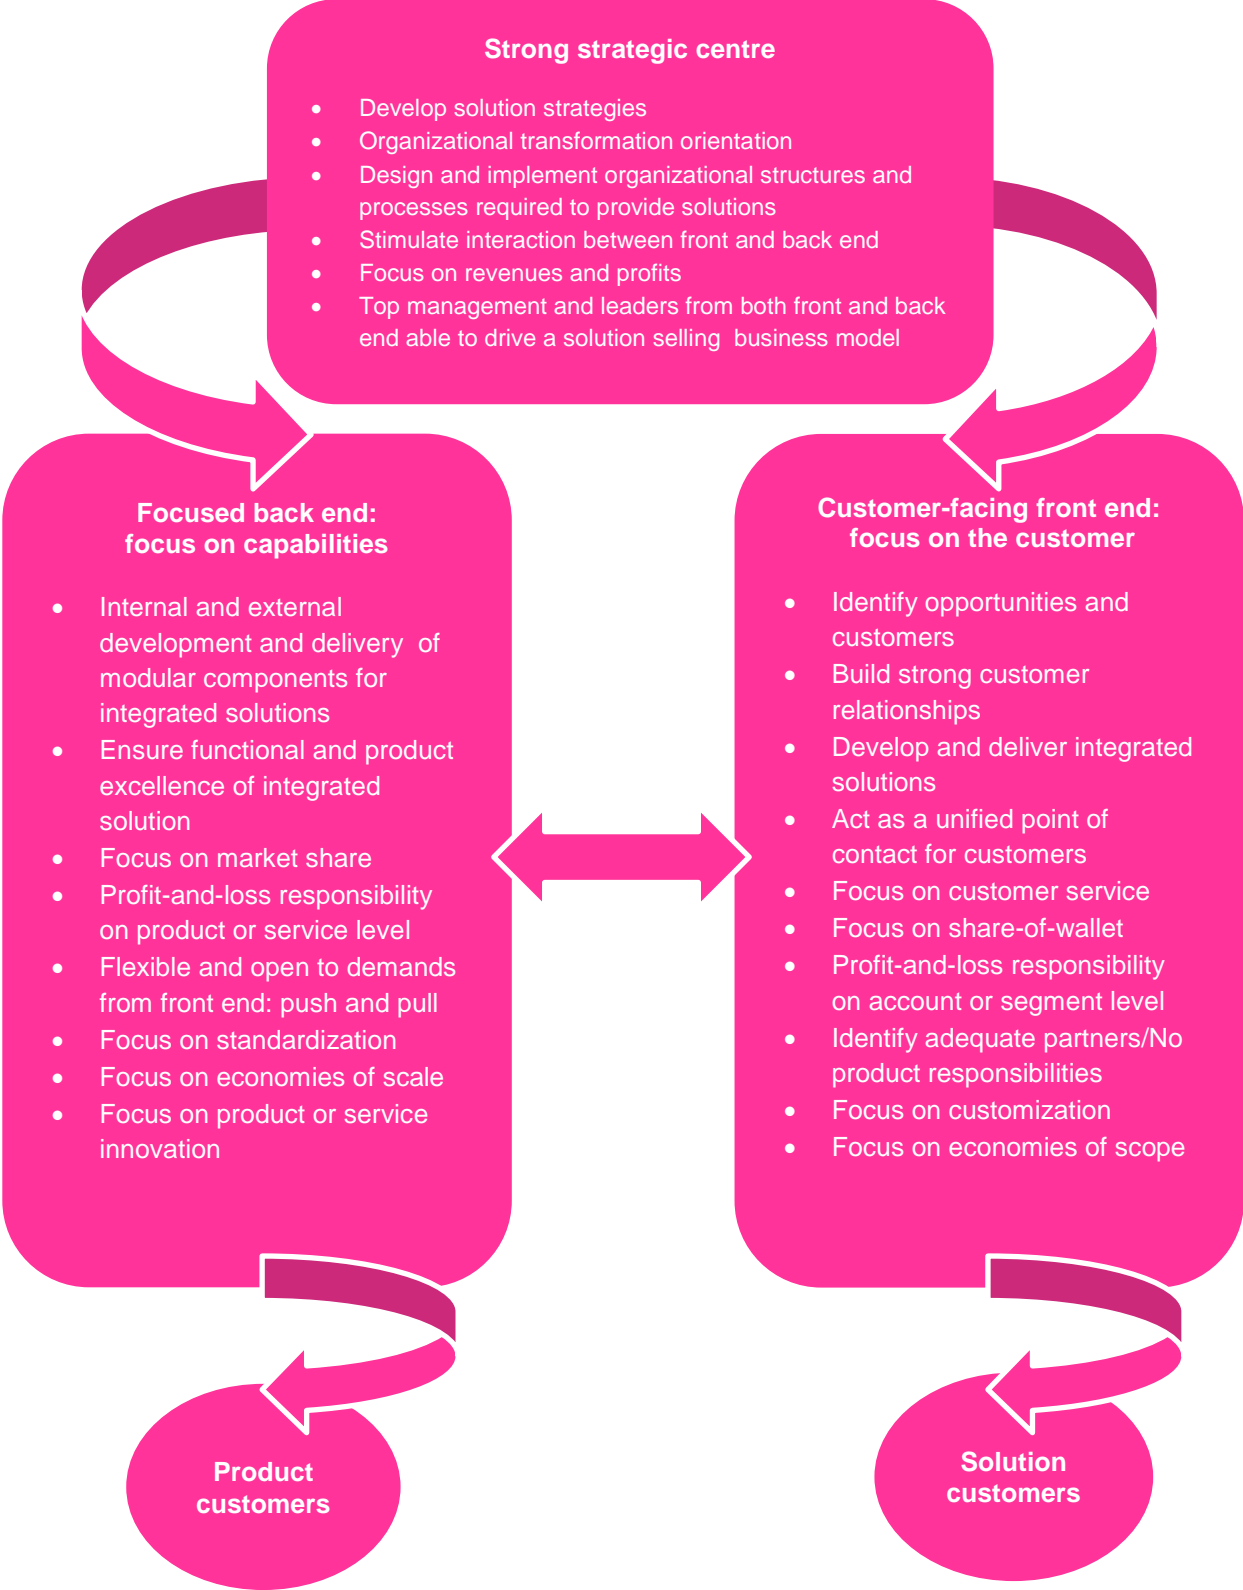 Strong strategic centre
• Develop solution strategies
• Organizational transformation orientation
• Design and implement organizational structures and
processes required to provide solutions
• Stimulate interaction between front and back end
• Focus on revenues and profits
• Top management and leaders from both front and back
end able to drive a solution selling  business model
Focused back end:
focus on capabilities
• Internal and external
development and delivery  of
modular components for
integrated solutions
• Ensure functional and product
excellence of integrated
solution
• Focus on market share
• Profit-and-loss responsibility
on product or service level
• Flexible and open to demands
from front end: push and pull
• Focus on standardization
• Focus on economies of scale
• Focus on product or service
innovation
Customer-facing front end:
focus on the customer
• Identify opportunities and
customers
• Build strong customer
relationships
• Develop and deliver integrated
solutions
• Act as a unified point of
contact for customers
• Focus on customer service
• Focus on share-of-wallet
• Profit-and-loss responsibility
on account or segment level
• Identify adequate partners/No
product responsibilities
• Focus on customization
• Focus on economies of scope
Product
customers
Solution
customers